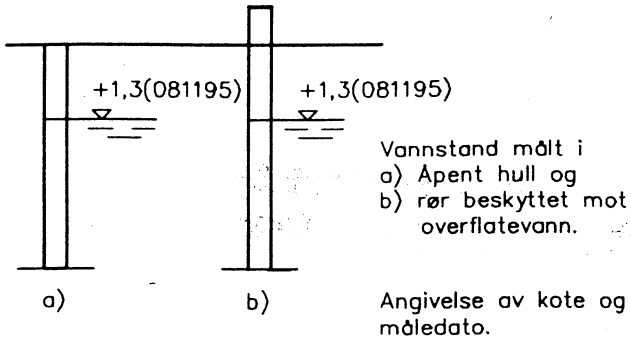 +1,3(081195) +1,3(081195)
Vannstand målt i
a) Åpent hull og
b) rør beskyttet mot
overflatevann.
a) b)
Angivelse av kote og
måledato.